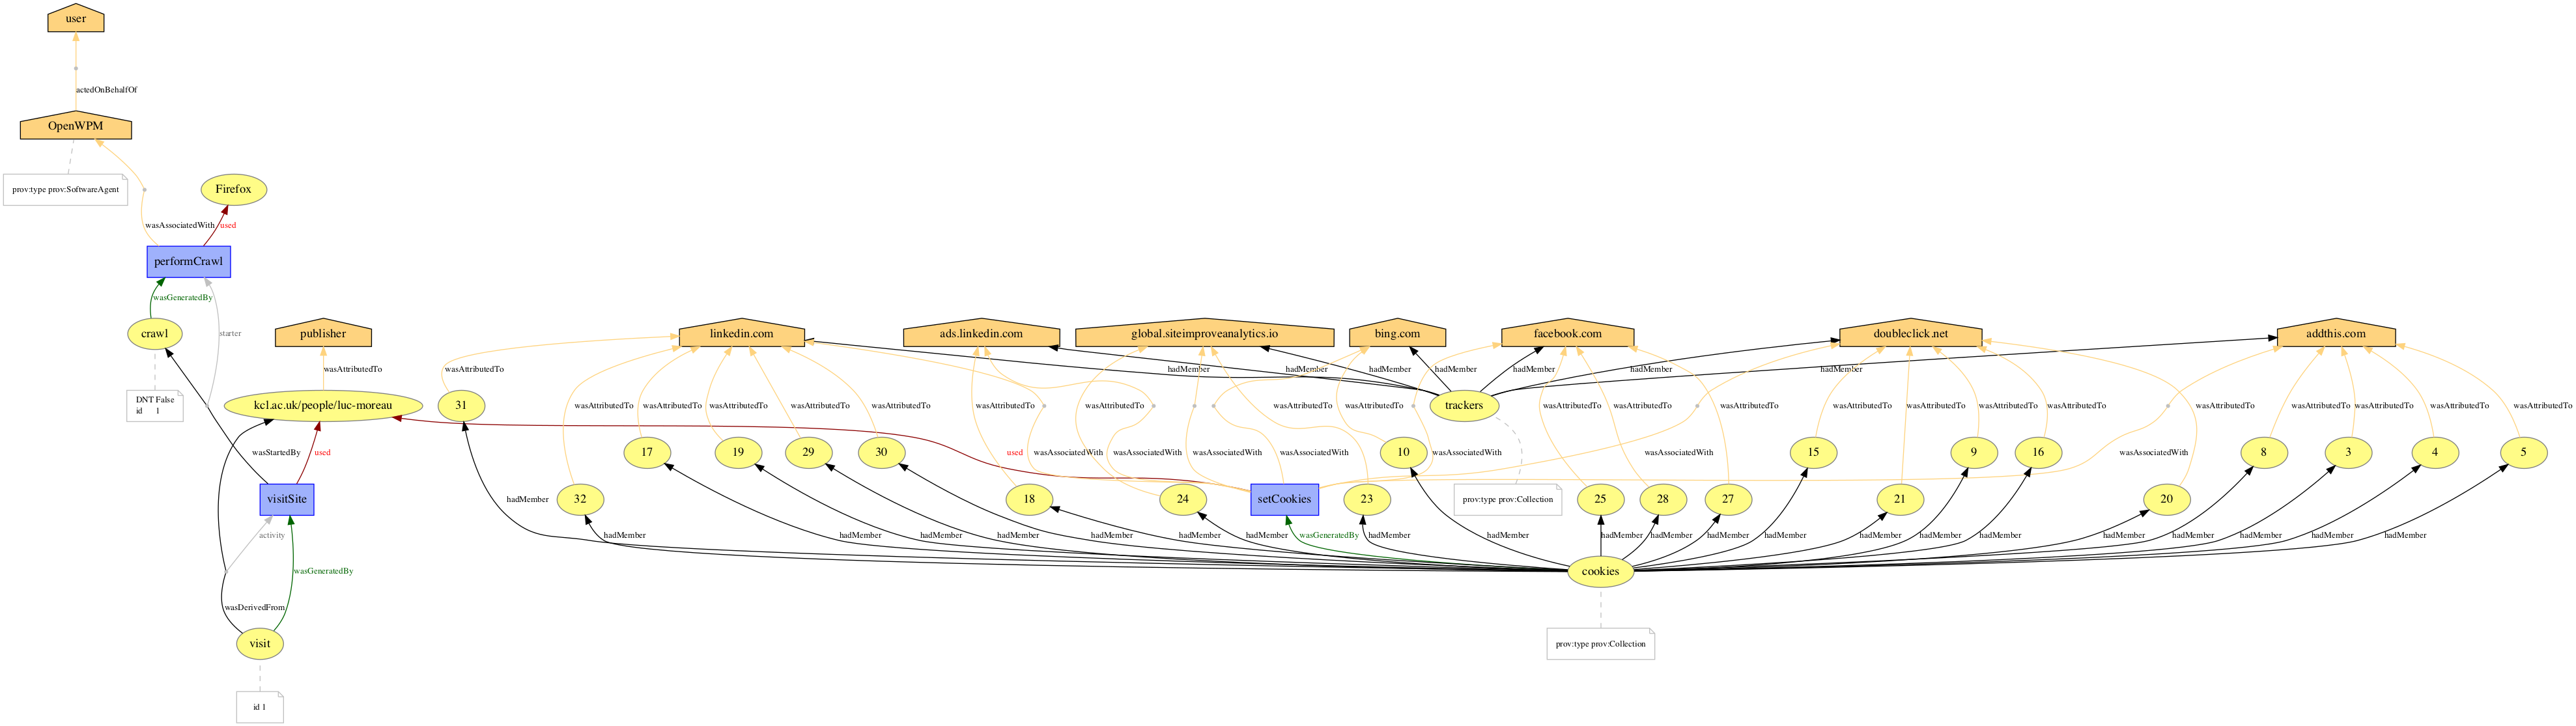 user
actedOnBehalfOf
OpenWPM
prov:type prov:SoftwareAgent
Firefox
wasAssociatedWith
used
performCrawl
wasGeneratedBy
crawl
starter
publisher
linkedin.com
ads.linkedin.com
global.siteimproveanalytics.io
bing.com
facebook.com
doubleclick.net
addthis.com
wasAttributedTo
wasAttributedTo
hadMember
hadMember
hadMember
hadMember
hadMember
hadMember
hadMember
DNT False
id 1
kcl.ac.uk/people/luc-moreau
31
wasAttributedTo
wasAttributedTo
wasAttributedTo
wasAttributedTo
wasAttributedTo
wasAttributedTo
wasAttributedTo
wasAttributedTo
wasAttributedTo
trackers
wasAttributedTo
wasAttributedTo
wasAttributedTo
wasAttributedTo
wasAttributedTo
wasAttributedTo
wasAttributedTo
wasAttributedTo
wasAttributedTo
wasAttributedTo
wasAttributedTo
wasAttributedTo
wasStartedBy
used
17
19
29
30
used
wasAssociatedWith
wasAssociatedWith
wasAssociatedWith
wasAssociatedWith
10
wasAssociatedWith
wasAssociatedWith
15
9
16
wasAssociatedWith
8
3
4
5
visitSite
hadMember
32
18
24
setCookies
23
prov:type prov:Collection
25
28
27
21
20
activity
hadMember
hadMember
hadMember
hadMember
hadMember
hadMember
hadMember
wasGeneratedBy
hadMember
hadMember
hadMember
hadMember
hadMember
hadMember
hadMember
hadMember
hadMember
hadMember
hadMember
hadMember
hadMember
hadMember
wasGeneratedBy
cookies
wasDerivedFrom
visit
prov:type prov:Collection
id 1